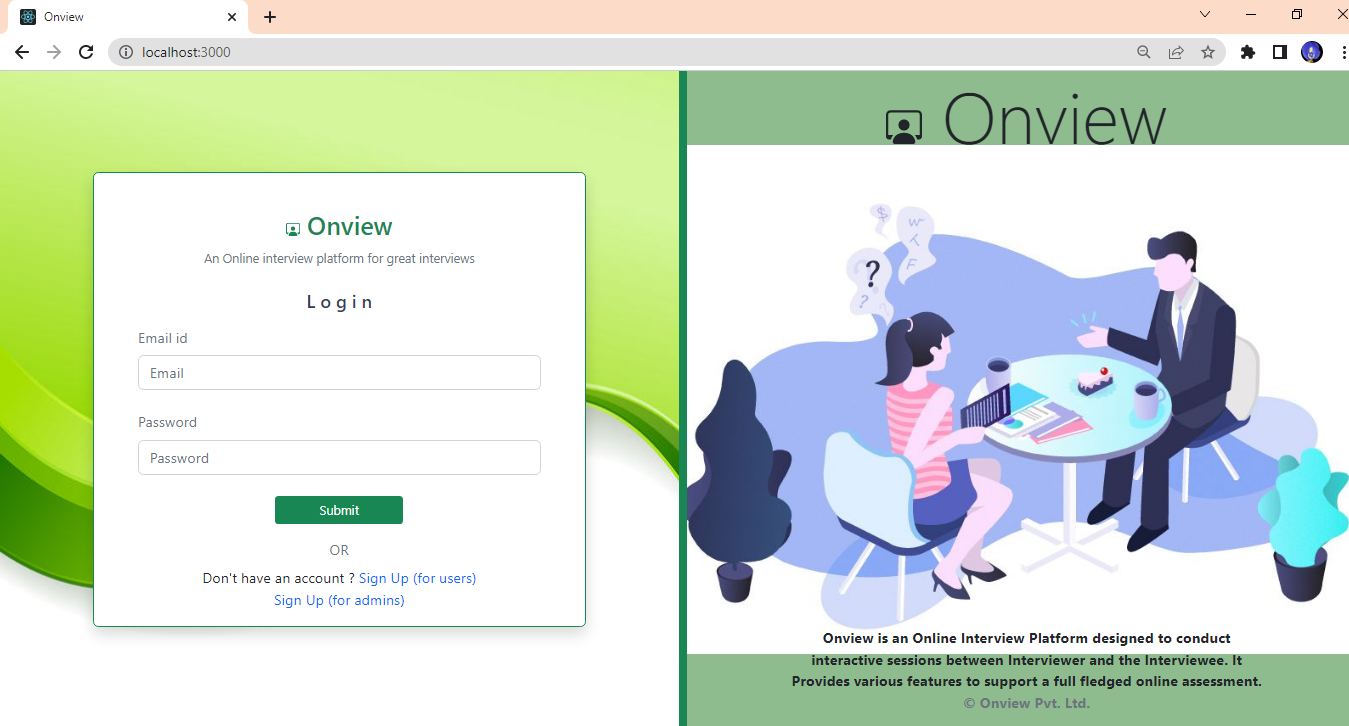 Onview
localhost:3000
Onview
An Online interview platform for great interviews
Login
Email id
Email
Password
Password
Submit
OR
Don't have an account ? Sign Up (for users)
Sign Up (for admins)
Onview
$
W
T
F
?
?
Onview is an Online Interview Platform designed to conduct
interactive sessions between Interviewer and the Interviewee. It
Provides various features to support a full fledged online assessment.
© Onview Pvt. Ltd.